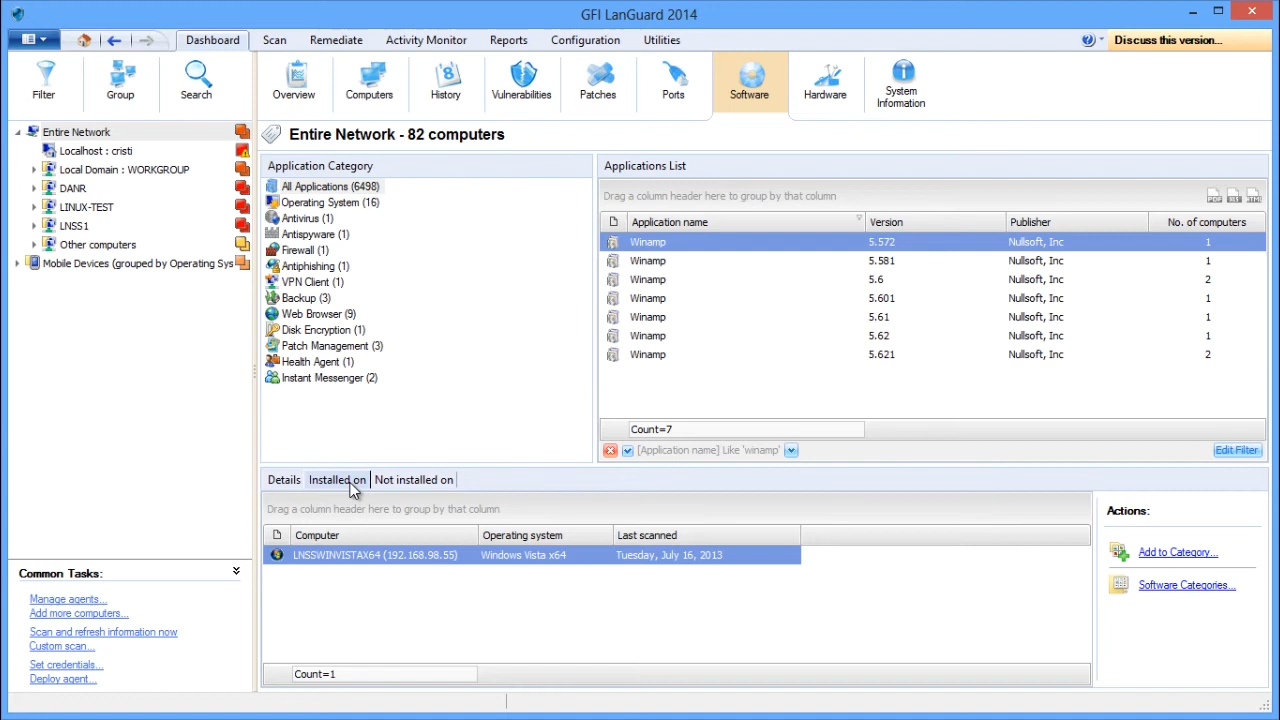 GFI LanGuard 2014
Dashboard Scan Remediate Activity Monitor Reports Configuration Utilities Discuss this version...
Filter Group Search Overview Computers History Vulnerabilities Patches Ports Software Hardware System Information
Entire Network
Localhost : cristi
Local Domain : WORKGROUP
DANR
LINUX-TEST
LNSS1
Other computers
Mobile Devices (grouped by Operating Sys
Common Tasks:
Manage agents...
Add more computers...
Scan and refresh information now
Custom scan...
Set credentials...
Deploy agent...
Entire Network - 82 computers
Application Category
All Applications (6498)
Operating System (16)
Antivirus (1)
Antispyware (1)
Firewall (1)
Antiphishing (1)
VPN Client (1)
Backup (3)
Web Browser (9)
Disk Encryption (1)
Patch Management (3)
Health Agent (1)
Instant Messenger (2)
Applications List
Drag a column header here to group by that column
Application name Version Publisher No. of computers
Winamp 5.572 Nullsoft, Inc 1
Winamp 5.581 Nullsoft, Inc 1
Winamp 5.6 Nullsoft, Inc 2
Winamp 5.601 Nullsoft, Inc 1
Winamp 5.61 Nullsoft, Inc 1
Winamp 5.62 Nullsoft, Inc 1
Winamp 5.621 Nullsoft, Inc 2
Count=7
[Application name] Like 'winamp' Edit Filter
Details Installed on Not installed on
Drag a column header here to group by that column
Computer Operating system Last scanned
LNSSWINVISTAX64 (192.168.98.55) Windows Vista x64 Tuesday, July 16, 2013
Count=1
Actions:
Add to Category...
Software Categories...